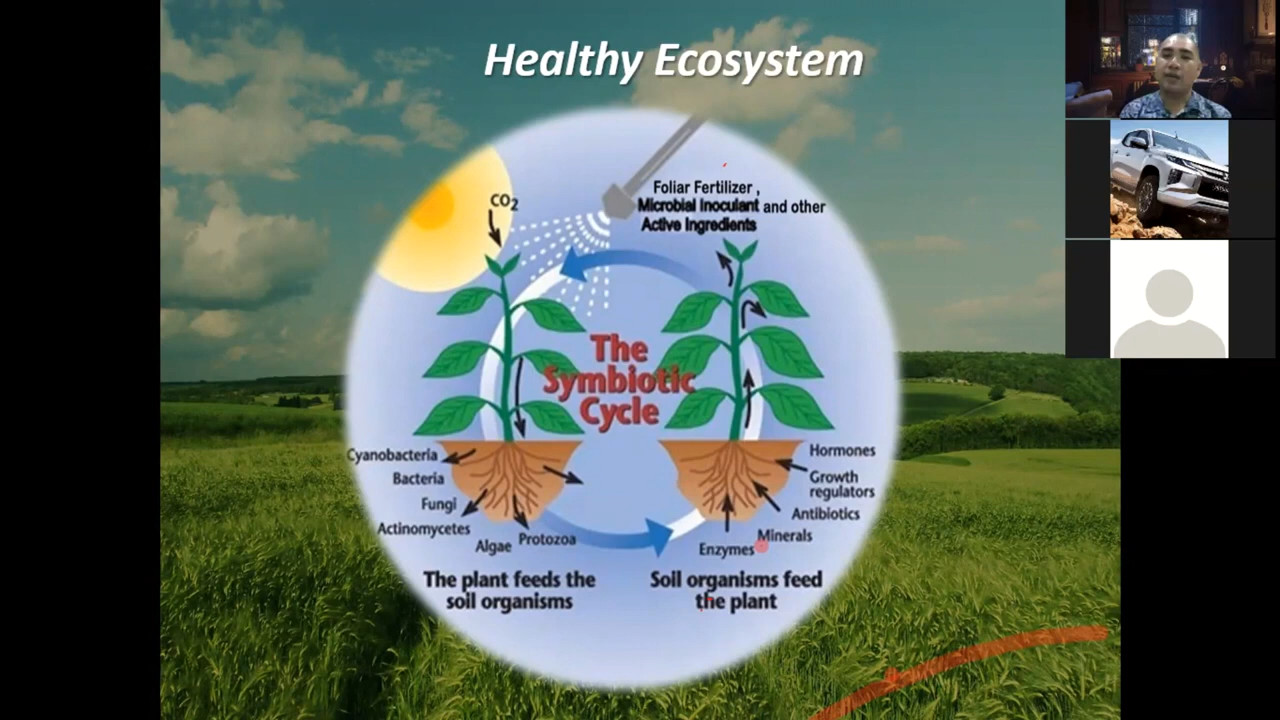 Healthy Ecosystem
CO2
Foliar Fertilizer ,
Microbial Inoculant and other
Active Ingredients
The
Symbiotic
Cycle
Cyanobacteria
Bacteria
Fungi
Actinomycetes
Algae
Protozoa
Hormones
Growth
regulators
Antibiotics
Minerals
Enzymes
The plant feeds the
soil organisms
Soil organisms feed
the plant